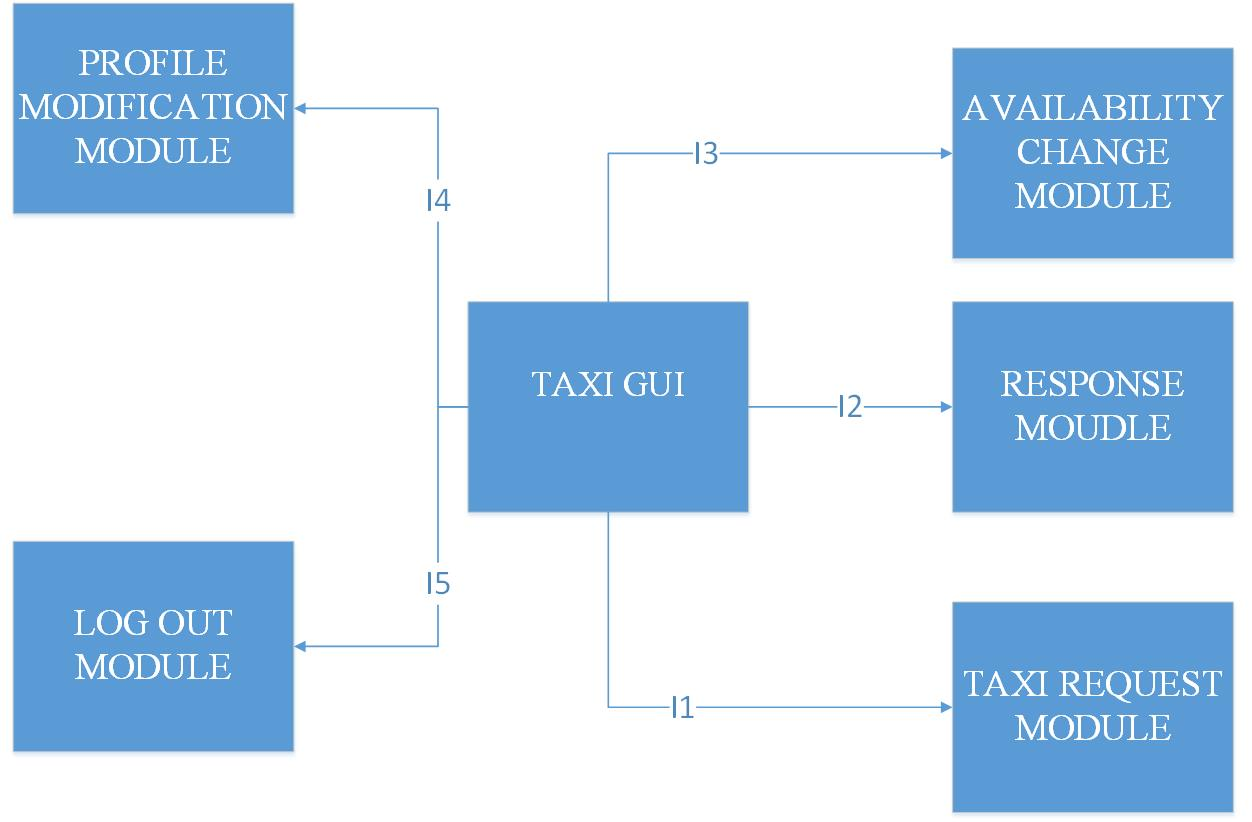 PROFILE
MODIFICATION
MODULE
I4
I3
AVAILABILITY
CHANGE
MODULE
TAXI GUI
I2
RESPONSE
MOUDLE
I5
LOG OUT
MODULE
I1
TAXI REQUEST
MODULE